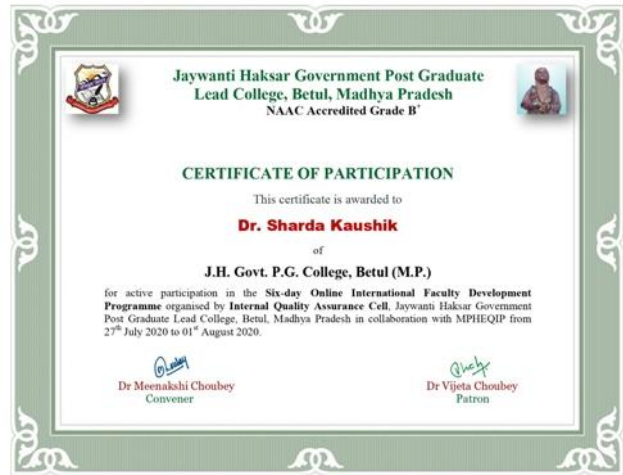 Jaywanti Haksar Government Post Graduate
Lead College, Betul, Madhya Pradesh
NAAC Accredited Grade B+
CERTIFICATE OF PARTICIPATION
This certificate is awarded to
Dr. Sharda Kaushik
of
J.H. Govt. P.G. College, Betul (M.P.)
for active participation in the Six-day Online International Faculty Development
Programme organised by Internal Quality Assurance Cell, Jaywanti Haksar Government
Post Graduate Lead College, Betul, Madhya Pradesh in collaboration with MPHEQIP from
27th July 2020 to 01st August 2020.
Dr Meenakshi Choubey
Convener
Dr Vijeta Choubey
Patron